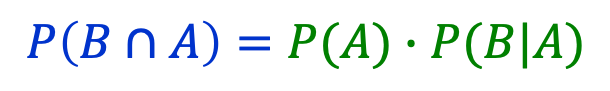 P(B ∩ A) = P(A) · P(B|A)